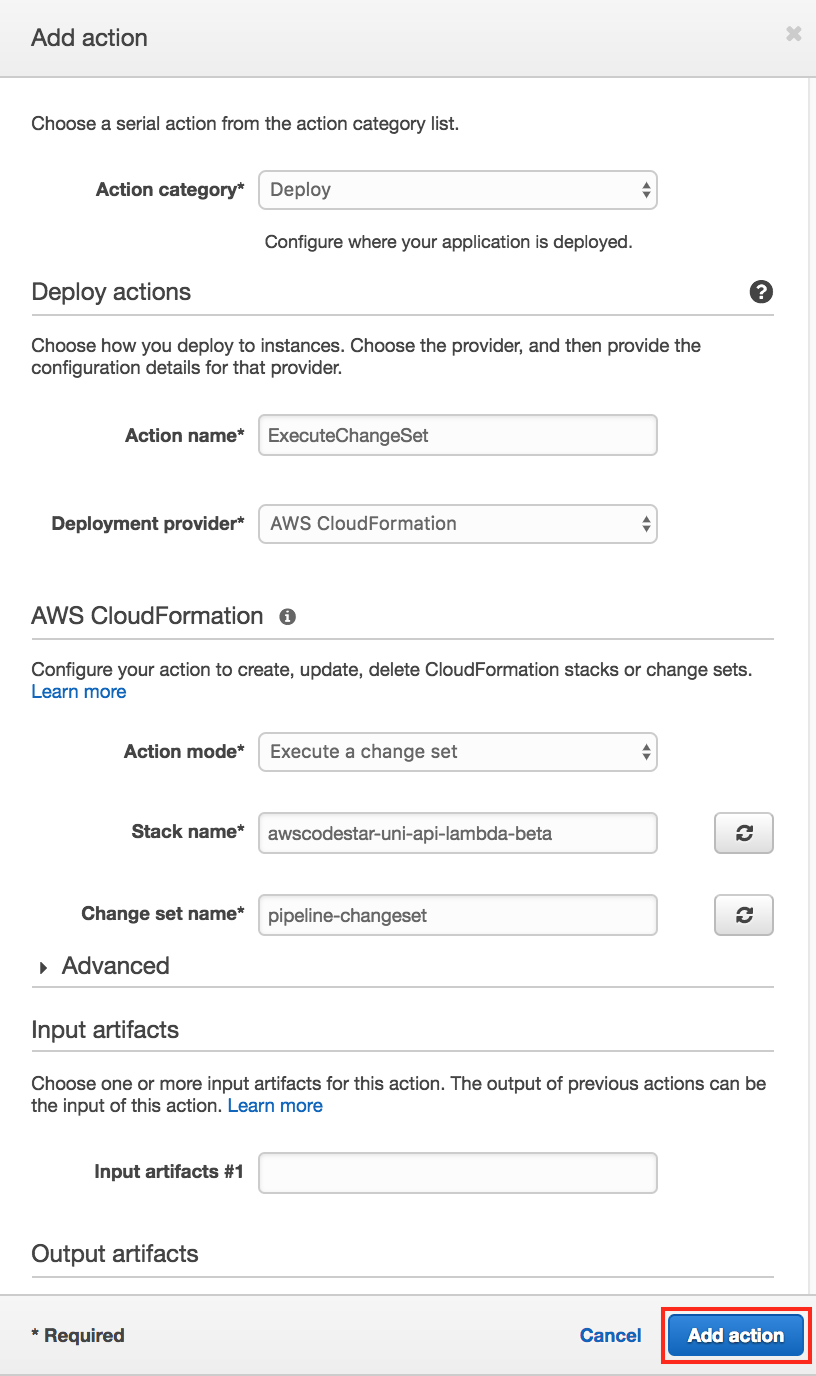 Add action
Choose a serial action from the action category list.
Action category* Deploy
Configure where your application is deployed.
Deploy actions
Choose how you deploy to instances. Choose the provider, and then provide the
configuration details for that provider.
Action name* ExecuteChangeSet
Deployment provider* AWS CloudFormation
AWS CloudFormation
Configure your action to create, update, delete CloudFormation stacks or change sets.
Learn more
Action mode* Execute a change set
Stack name* awscodestar-uni-api-lambda-beta
Change set name* pipeline-changeset
Advanced
Input artifacts
Choose one or more input artifacts for this action. The output of previous actions can be
the input of this action. Learn more
Input artifacts #1
Output artifacts
* Required Cancel Add action